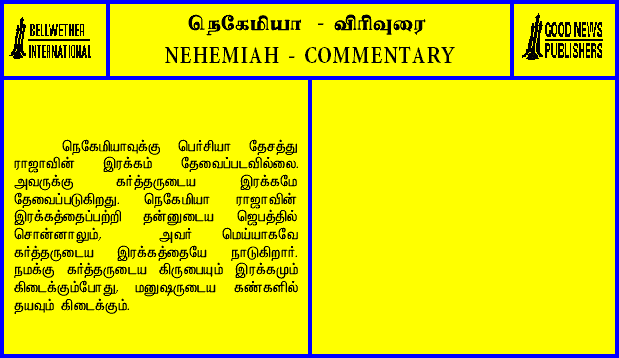 BELLWETHER
INTERNATIONAL
நெகேமியா - விரிவுரை
NEHEMIAH - COMMENTARY
GOOD NEWS
PUBLISHERS
நெகேமியாவுக்கு பெர்சியா தேசத்து
ராஜாவின் இரக்கம் தேவைப்படவில்லை.
அவருக்கு கர்த்தருடைய இரக்கமே
தேவைப்படுகிறது. நெகேமியா ராஜாவின்
இரக்கத்தைப்பற்றி தன்னுடைய ஜெபத்தில்
சொன்னாலும், அவர் மெய்யாகவே
கர்த்தருடைய இரக்கத்தையே நாடுகிறார்.
நமக்கு கர்த்தருடைய கிருபையும் இரக்கமும்
கிடைக்கும்போது, மனுஷருடைய கண்களில்
தயவும் கிடைக்கும்.